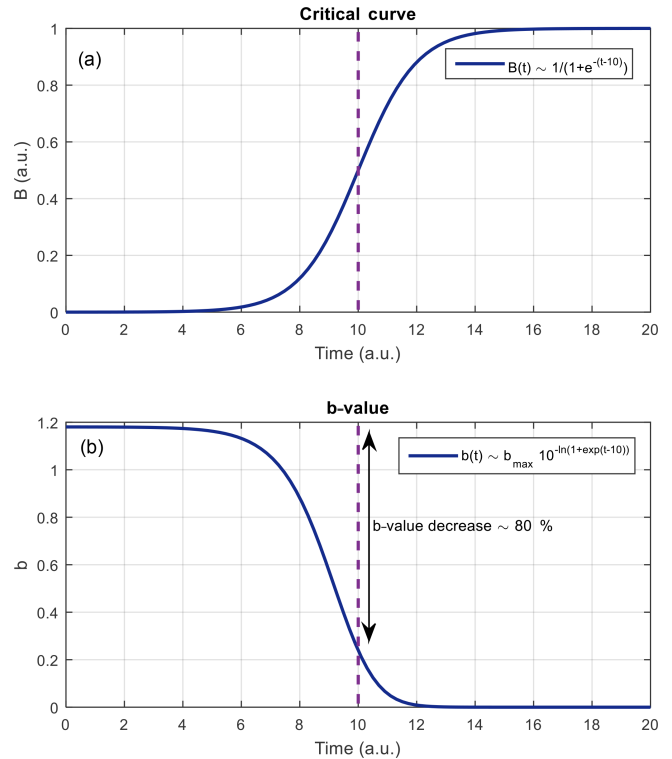 Critical curve
(a)
B(t) ~ 1/(1+e^-(t-10))
1
0.8
0.6
0.4
0.2
0
B (a.u.)
0 2 4 6 8 10 12 14 16 18 20
Time (a.u.)
b-value
(b)
b(t) ~ b_max 10^-ln(1+exp(t-10))
b-value decrease ~ 80 %
1.2
1
0.8
0.6
0.4
0.2
0
b
0 2 4 6 8 10 12 14 16 18 20
Time (a.u.)